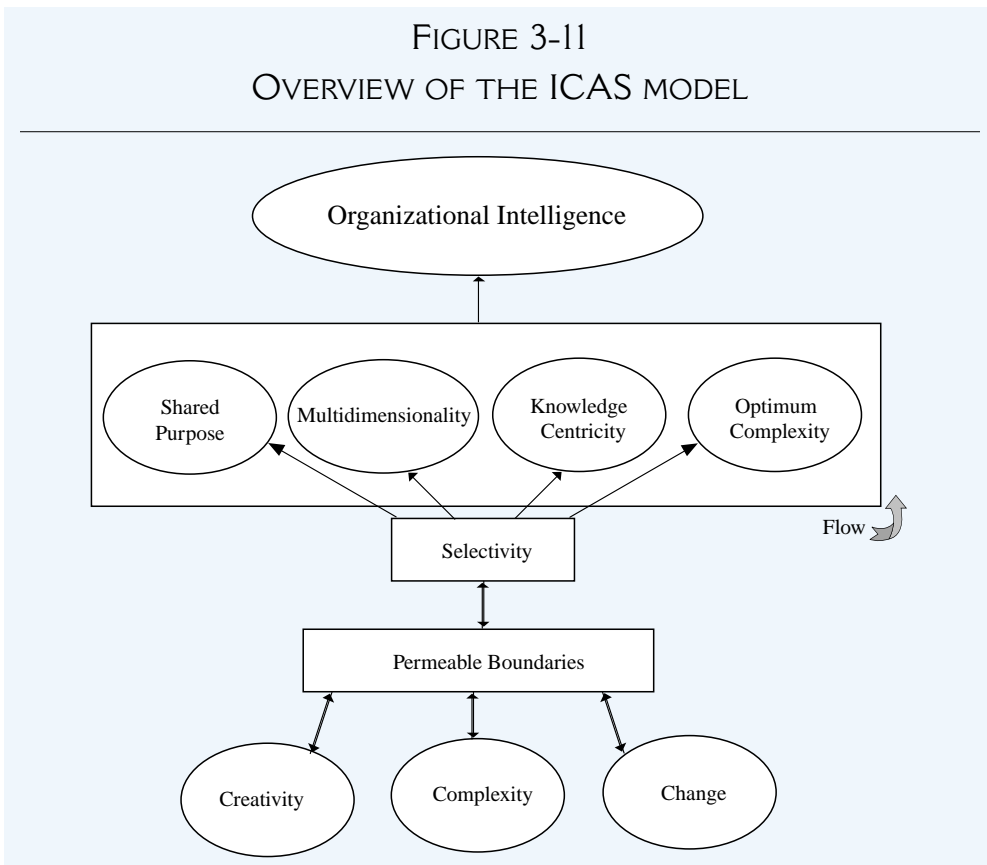 FIGURE 3-11
OVERVIEW OF THE ICAS MODEL
Organizational Intelligence
Shared
Purpose
Multidimensionality
Knowledge
Centricity
Optimum
Complexity
Flow
Selectivity
Permeable Boundaries
Creativity
Complexity
Change